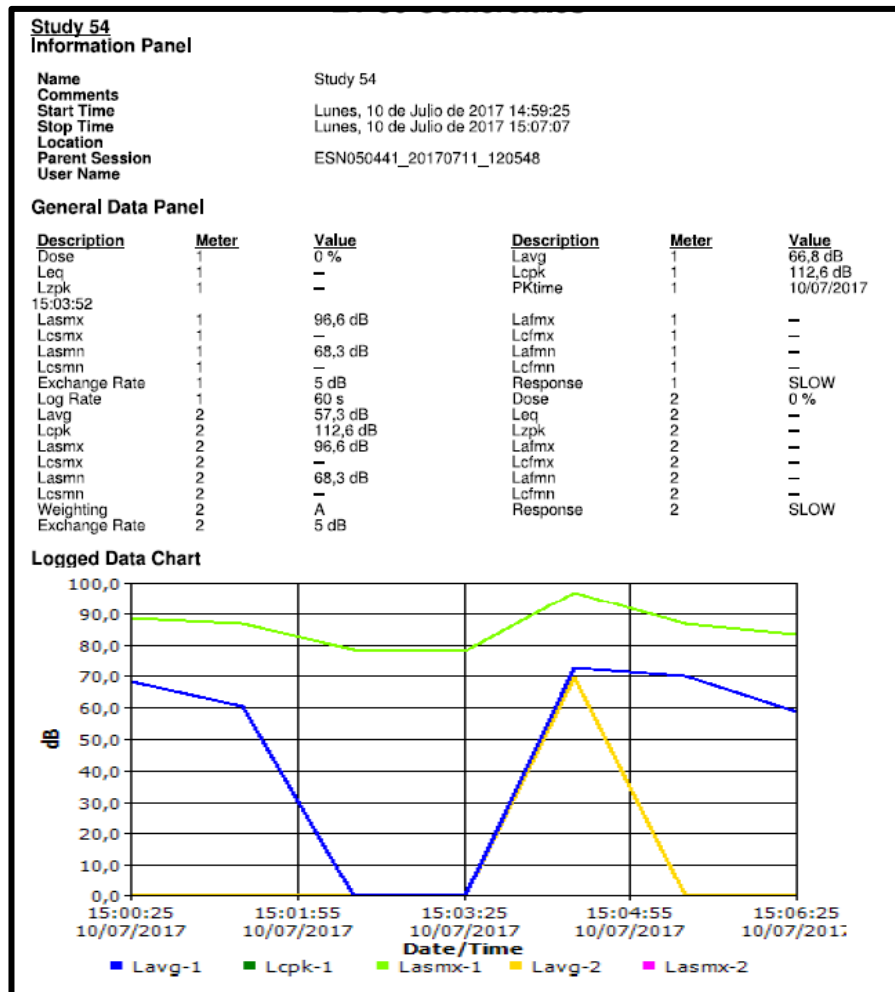 Study 54
Information Panel
Name Study 54
Comments
Start Time Lunes, 10 de Julio de 2017 14:59:25
Stop Time Lunes, 10 de Julio de 2017 15:07:07
Location
Parent Session ESN050441_20170711_120548
User Name
General Data Panel
Description Meter Value Description Meter Value
Dose 1 0 % Lavg 1 66,8 dB
Leq 1 – Lcpk 1 112,6 dB
Lzpk 1 – PKtime 1 10/07/2017
15:03:52
Lasmx 1 96,6 dB Lafmx 1 –
Lcsmx 1 – Lcfmx 1 –
Lasmn 1 68,3 dB Lafmn 1 –
Lcsmn 1 – Lcfmn 1 –
Exchange Rate 1 5 dB Response 1 SLOW
Log Rate 1 60 s Dose 2 0 %
Lavg 2 57,3 dB Leq 2 –
Lcpk 2 112,6 dB Lzpk 2 –
Lasmx 2 96,6 dB Lafmx 2 –
Lcsmx 2 – Lcfmx 2 –
Lasmn 2 68,3 dB Lafmn 2 –
Lcsmn 2 – Lcfmn 2 –
Weighting 2 A Response 2 SLOW
Exchange Rate 2 5 dB
Logged Data Chart
100,0
90,0
80,0
70,0
60,0
50,0
40,0
30,0
20,0
10,0
0,0
dB
15:00:25 15:01:55 15:03:25 15:04:55 15:06:25
10/07/2017 10/07/2017 10/07/2017 10/07/2017 10/07/201
Date/Time
Lavg-1 Lcpk-1 Lasmx-1 Lavg-2 Lasmx-2